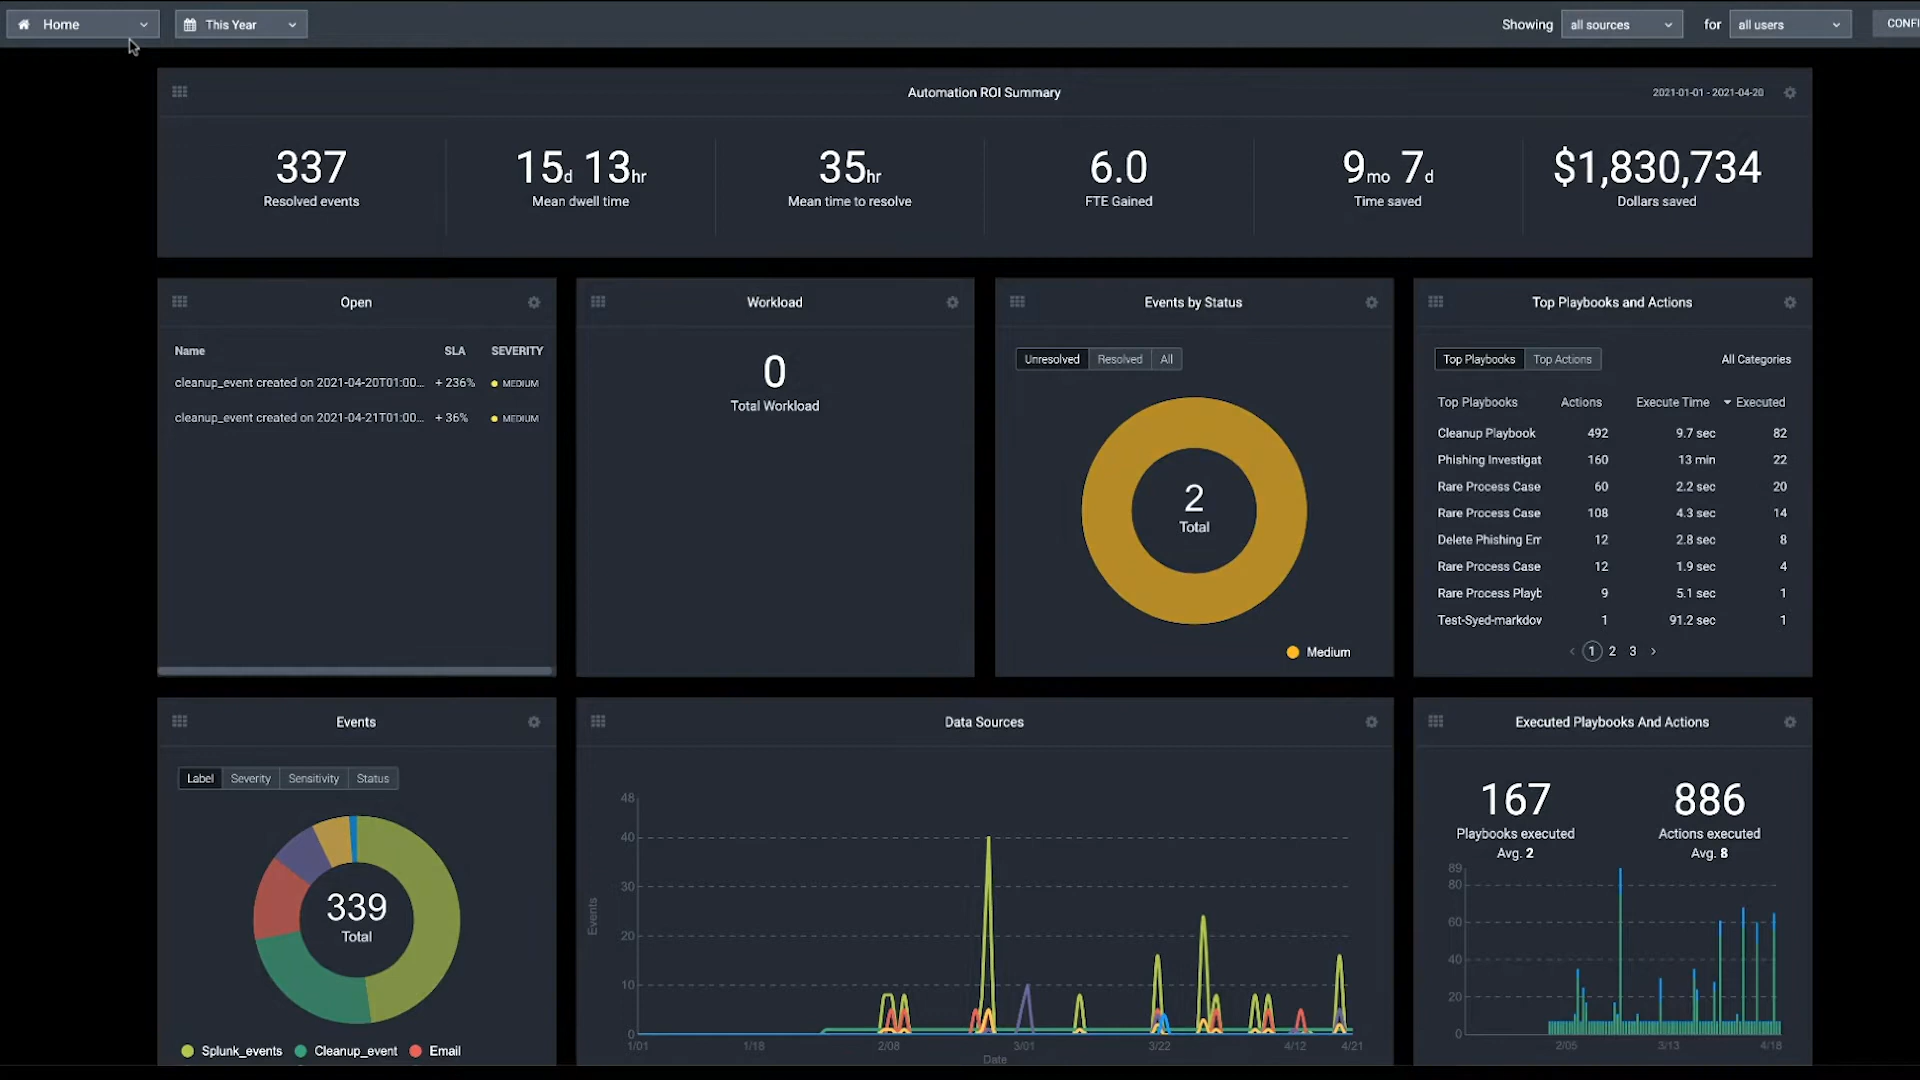 Home
This Year
Showing
all sources
for
all users
CONFI
Automation ROI Summary
2021-01-01 - 2021-04-20
337
Resolved events
15d 13hr
Mean dwell time
35hr
Mean time to resolve
6.0
FTE Gained
9mo 7d
Time saved
$1,830,734
Dollars saved
Open
Name SLA SEVERITY
cleanup_event created on 2021-04-20T01:00... + 236% MEDIUM
cleanup_event created on 2021-04-21T01:00... + 36% MEDIUM
Workload
0
Total Workload
Events by Status
Unresolved Resolved All
2
Total
Medium
Top Playbooks and Actions
Top Playbooks Top Actions All Categories
Top Playbooks Actions Execute Time Executed
Cleanup Playbook 492 9.7 sec 82
Phishing Investigat 160 13 min 22
Rare Process Case 60 2.2 sec 20
Rare Process Case 108 4.3 sec 14
Delete Phishing Em 12 2.8 sec 8
Rare Process Case 12 1.9 sec 4
Rare Process Playb 9 5.1 sec 1
Test-Syed-markdov 1 91.2 sec 1
< 1 2 3 >
Events
Label Severity Sensitivity Status
339
Total
Splunk_events Cleanup_event Email
Data Sources
48
40
30
20
10
0
Events
1/01 1/18 2/08 3/01 3/22 4/12 4/21
Date
Executed Playbooks And Actions
167
Playbooks executed
Avg. 2
886
Actions executed
Avg. 8
89
80
60
40
20
0
2/05 3/13 4/18